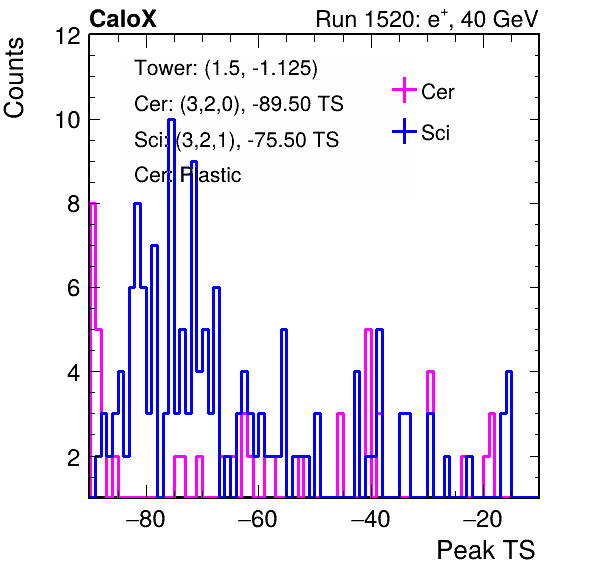 CaloX Run 1520: e⁺, 40 GeV
Counts
12
10
8
6
4
2
Tower: (1.5, -1.125)
Cer: (3,2,0), -89.50 TS
Sci: (3,2,1), -75.50 TS
Cer: Plastic
Cer
Sci
−80 −60 −40 −20
Peak TS